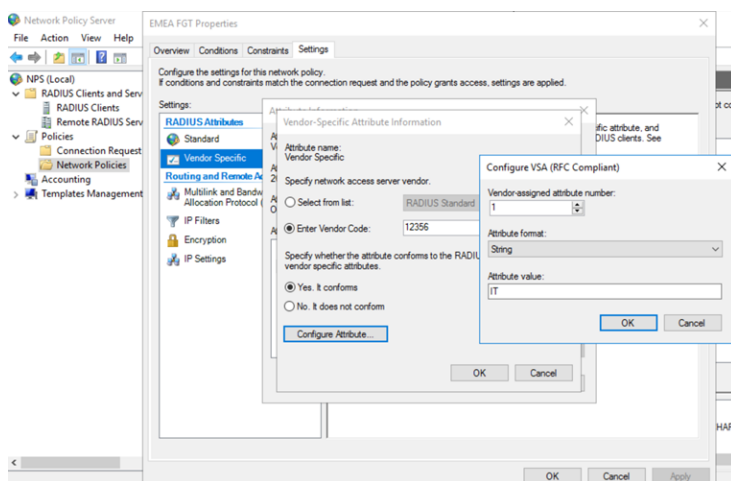 Network Policy Server
File Action View Help
NPS (Local)
RADIUS Clients and Serv
RADIUS Clients
Remote RADIUS Serv
Policies
Connection Request
Network Policies
Accounting
Templates Management
EMEA FGT Properties
Overview Conditions Constraints Settings
Configure the settings for this network policy.
If conditions and constraints match the connection request and the policy grants access, settings are applied.
Settings:
RADIUS Attributes
Standard
Vendor Specific
Routing and Remote Ac
Multilink and Bandw
Allocation Protocol (
IP Filters
Encryption
IP Settings
ific attribute, and
DIUS clients. See
Vendor-Specific Attribute Information
Attribute name:
Vendor Specific
Specify network access server vendor.
Select from list:
RADIUS Standard
Enter Vendor Code:
12356
Specify whether the attribute conforms to the RADIU
vendor specific attributes.
Yes. It conforms
No. It does not conform
Configure Attribute...
OK Cancel
Configure VSA (RFC Compliant)
Vendor-assigned attribute number:
1
Attribute format:
String
Attribute value:
IT
OK Cancel
OK Cancel Apply